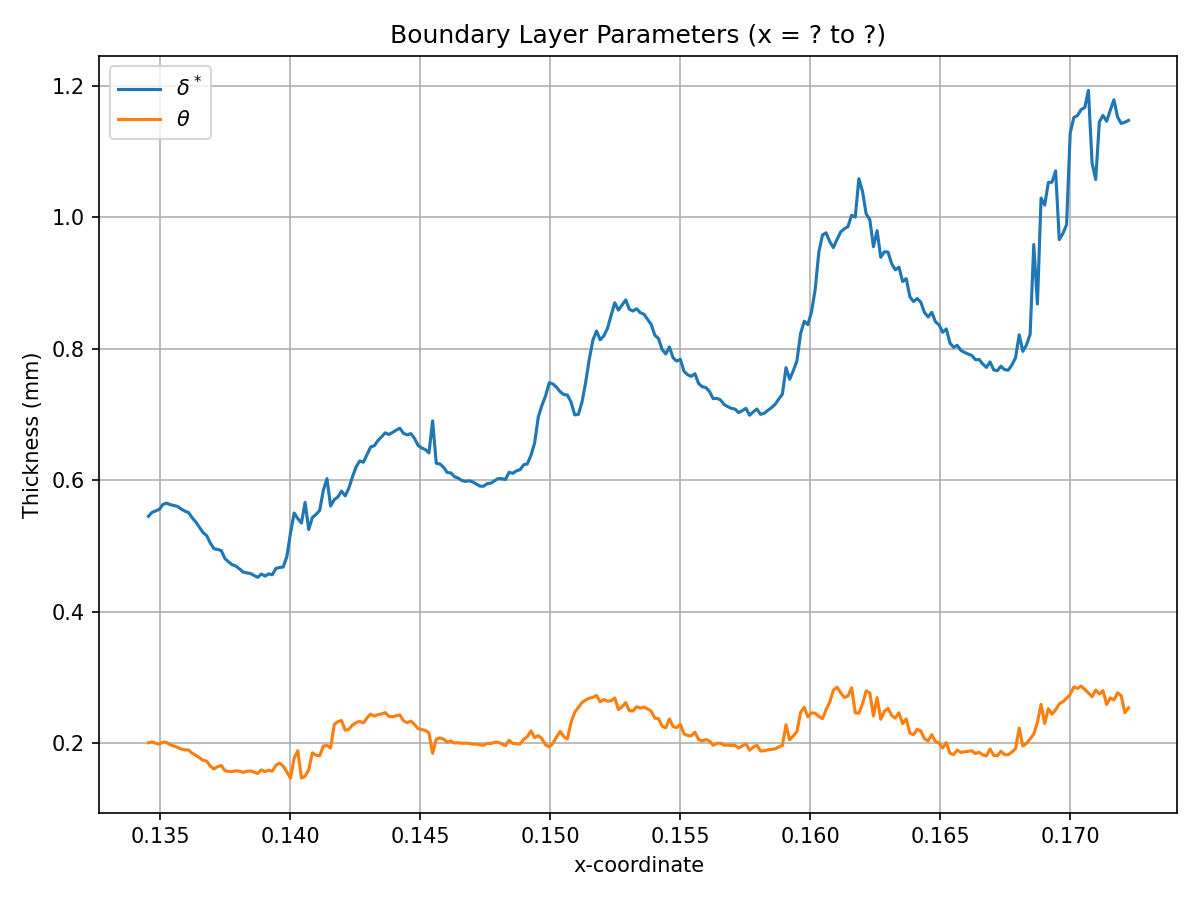 Boundary Layer Parameters (x = ? to ?)
δ*
θ
1.2
1.0
0.8
0.6
0.4
0.2
Thickness (mm)
0.135 0.140 0.145 0.150 0.155 0.160 0.165 0.170
x-coordinate